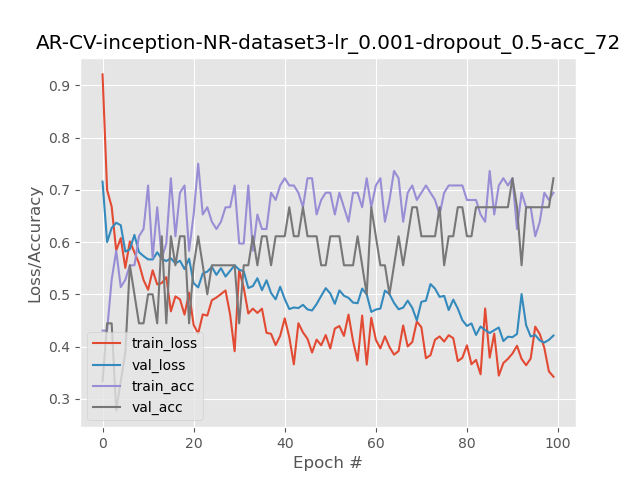 AR-CV-inception-NR-dataset3-lr_0.001-dropout_0.5-acc_72
0.9
0.8
0.7
0.6
0.5
0.4
0.3
Loss/Accuracy
train_loss
val_loss
train_acc
val_acc
0 20 40 60 80 100
Epoch #